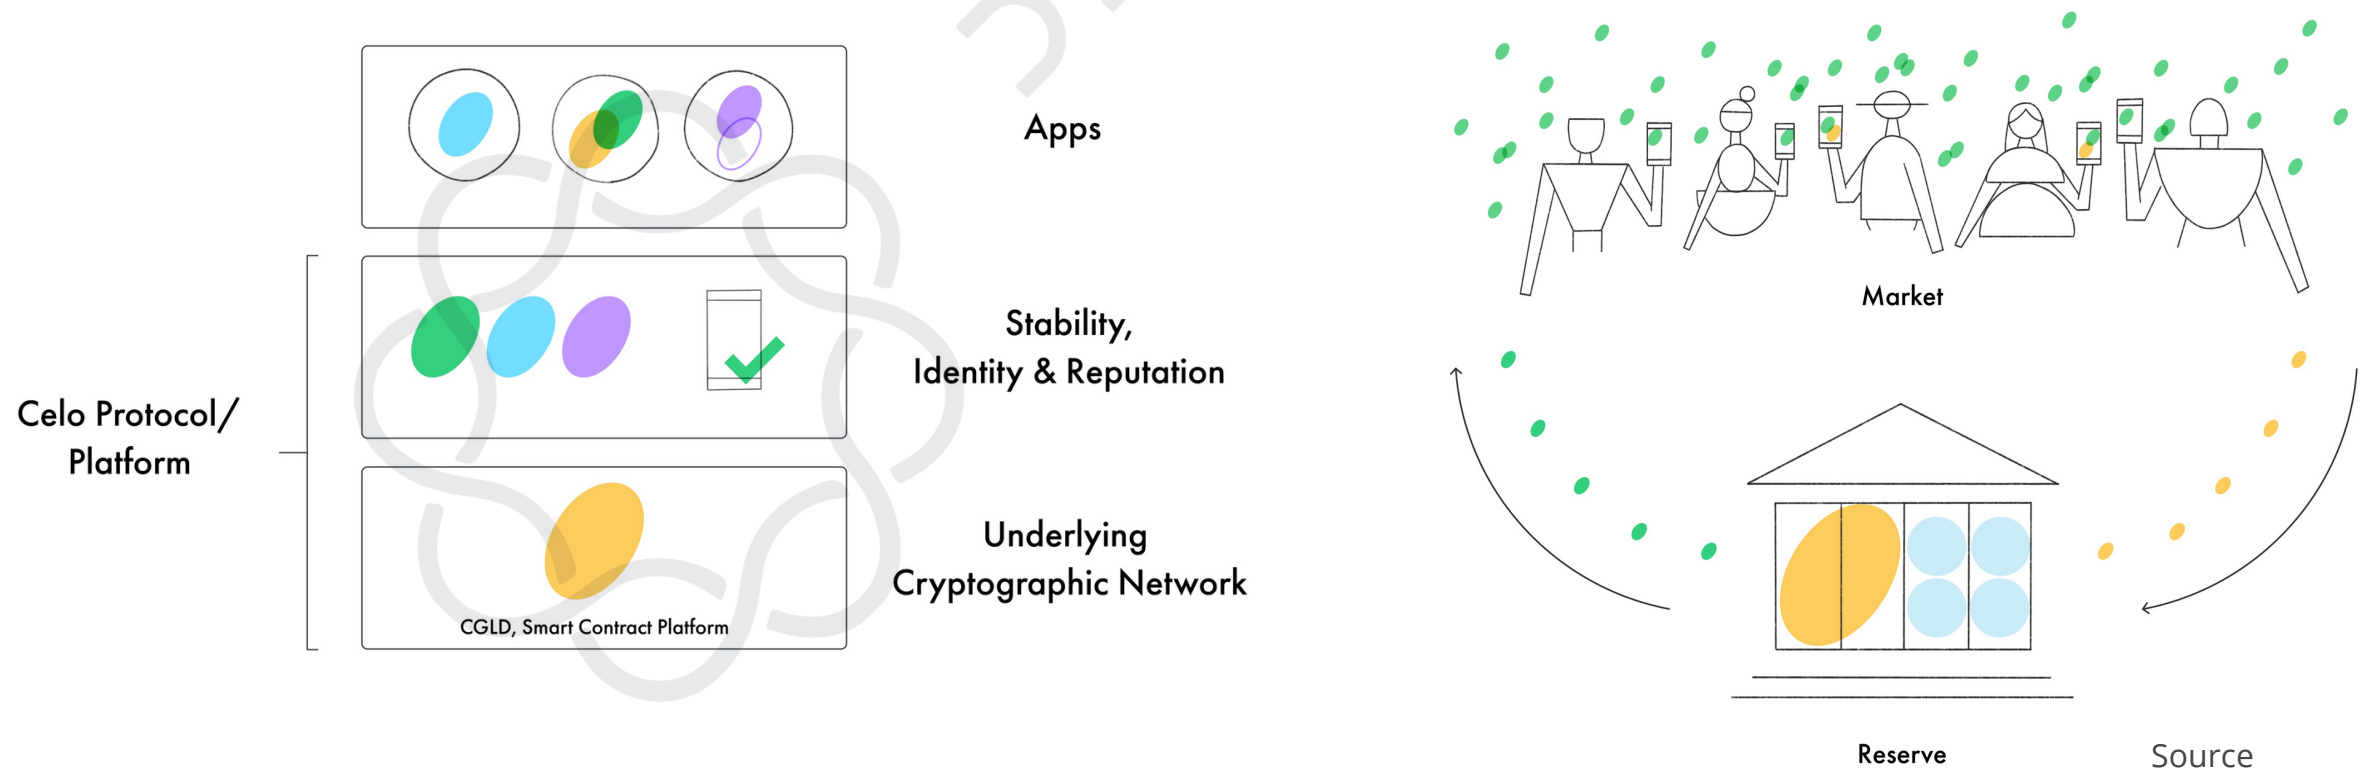 Apps
Stability,
Identity & Reputation
Celo Protocol/
Platform
Underlying
Cryptographic Network
CGLD, Smart Contract Platform
Market
Reserve
Source